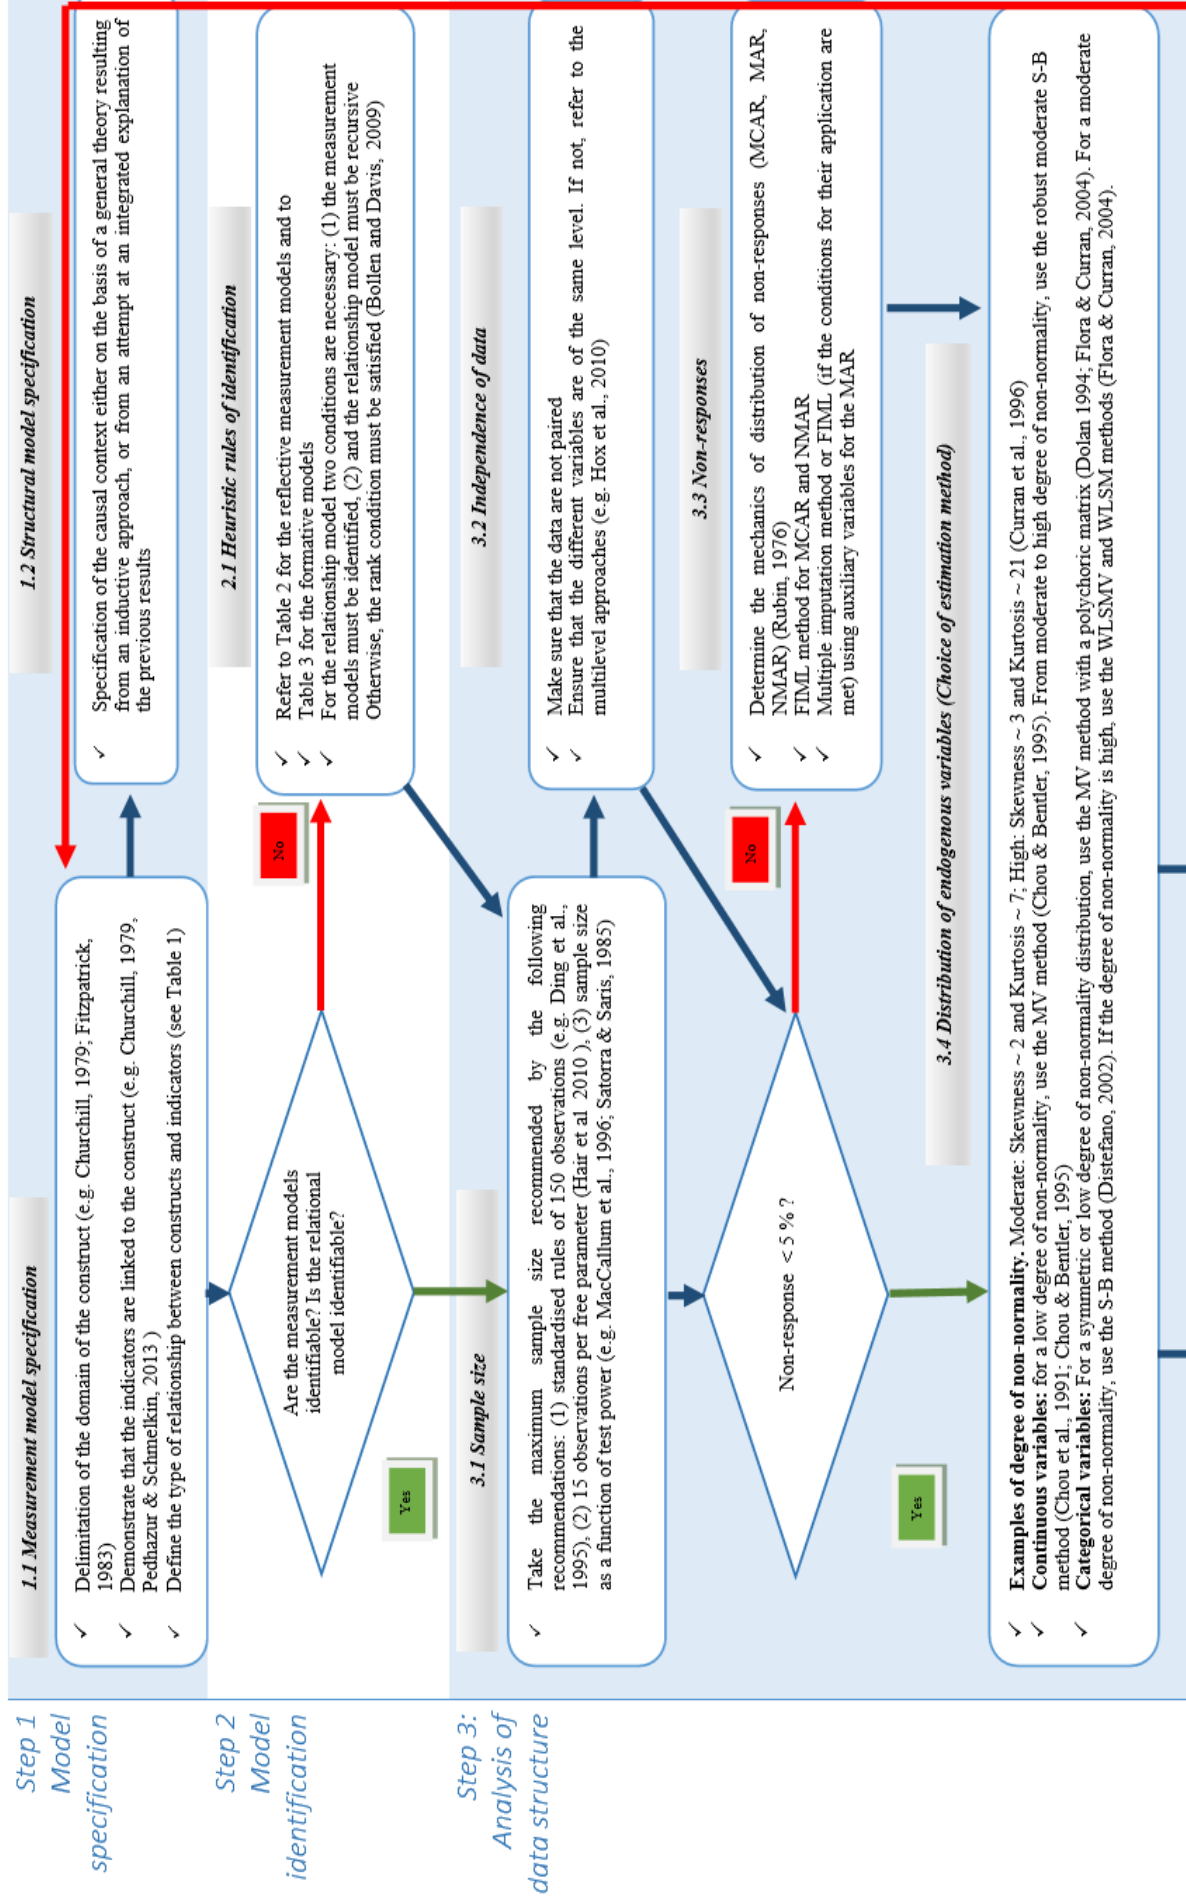 Step 1
Model
specification
1.1 Measurement model specification
✓ Delimitation of the domain of the construct (e.g. Churchill, 1979; Fitzpatrick,
1983)
✓ Demonstrate that the indicators are linked to the construct (e.g. Churchill, 1979,
Pedhazur & Schmelkin, 2013 )
✓ Define the type of relationship between constructs and indicators (see Table 1)
1.2 Structural model specification
✓ Specification of the causal context either on the basis of a general theory resulting
from an inductive approach, or from an attempt at an integrated explanation of
the previous results
Step 2
Model
identification
Are the measurement models
identifiable? Is the relational
model identifiable?
No
Yes
2.1 Heuristic rules of identification
✓ Refer to Table 2 for the reflective measurement models and to
✓ Table 3 for the formative models
✓ For the relationship model two conditions are necessary: (1) the measurement
models must be identified, (2) and the relationship model must be recursive
Otherwise, the rank condition must be satisfied (Bollen and Davis, 2009)
Step 3:
Analysis of
data structure
3.1 Sample size
✓ Take the maximum sample size recommended by the following
recommendations: (1) standardised rules of 150 observations (e.g. Ding et al.,
1995), (2) 15 observations per free parameter (Hair et al 2010 ), (3) sample size
as a function of test power (e.g. MacCallum et al., 1996; Satorra & Saris, 1985)
3.2 Independence of data
✓ Make sure that the data are not paired
✓ Ensure that the different variables are of the same level. If not, refer to the
multilevel approaches (e.g. Hox et al., 2010)
Non-response < 5 % ?
No
Yes
3.3 Non-responses
✓ Determine the mechanics of distribution of non-responses (MCAR, MAR,
NMAR) (Rubin, 1976)
✓ FIML method for MCAR and NMAR
✓ Multiple imputation method or FIML (if the conditions for their application are
met) using auxiliary variables for the MAR
3.4 Distribution of endogenous variables (Choice of estimation method)
✓ Examples of degree of non-normality. Moderate: Skewness ~ 2 and Kurtosis ~ 7; High: Skewness ~ 3 and Kurtosis ~ 21 (Curran et al., 1996)
✓ Continuous variables: for a low degree of non-normality, use the MV method (Chou & Bentler, 1995). From moderate to high degree of non-normality, use the robust moderate S-B
method (Chou et al., 1991; Chou & Bentler, 1995)
✓ Categorical variables: For a symmetric or low degree of non-normality distribution, use the MV method with a polychoric matrix (Dolan 1994; Flora & Curran, 2004). For a moderate
degree of non-normality, use the S-B method (Distefano, 2002). If the degree of non-normality is high, use the WLSMV and WLSM methods (Flora & Curran, 2004).